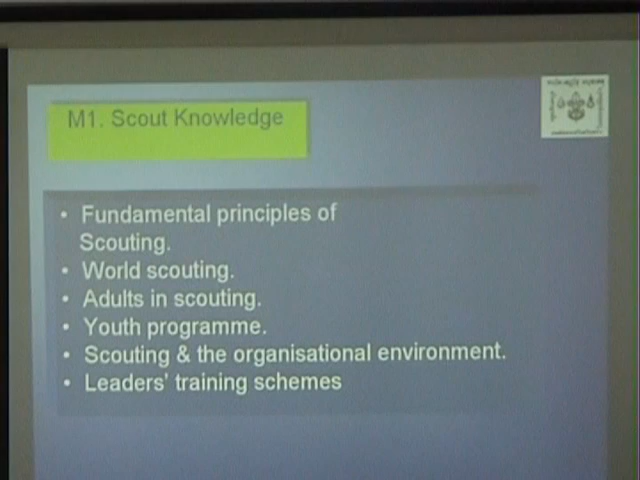 M1. Scout Knowledge
• Fundamental principles of
Scouting.
• World scouting.
• Adults in scouting.
• Youth programme.
• Scouting & the organisational environment.
• Leaders' training schemes